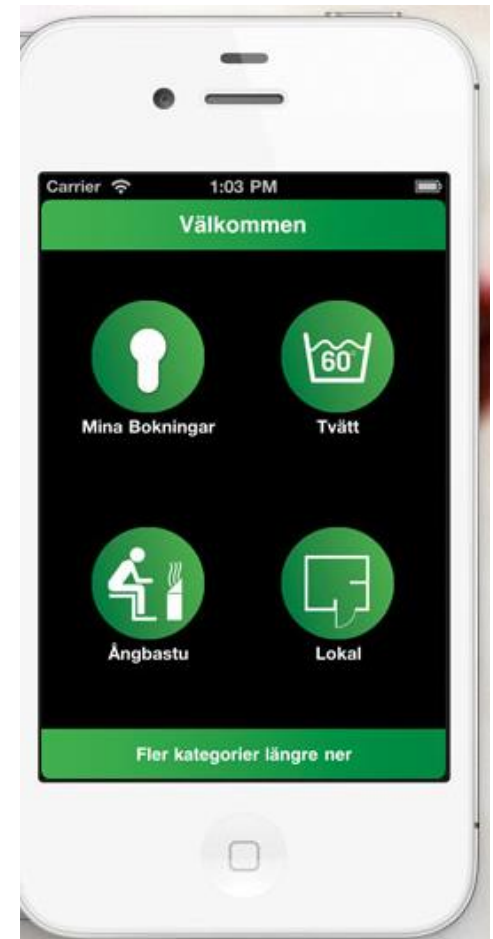 Carrier 1:03 PM
Välkommen
60°
Mina Bokningar Tvätt
Ångbastu Lokal
Fler kategorier längre ner